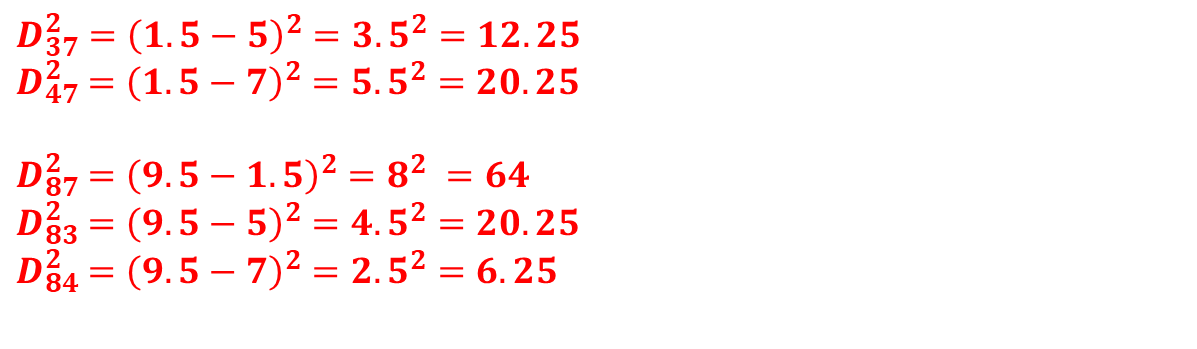 D²₃₇ = (1.5 − 5)² = 3.5² = 12.25
D²₄₇ = (1.5 − 7)² = 5.5² = 20.25
D²₈₇ = (9.5 − 1.5)² = 8² = 64
D²₈₃ = (9.5 − 5)² = 4.5² = 20.25
D²₈₄ = (9.5 − 7)² = 2.5² = 6.25